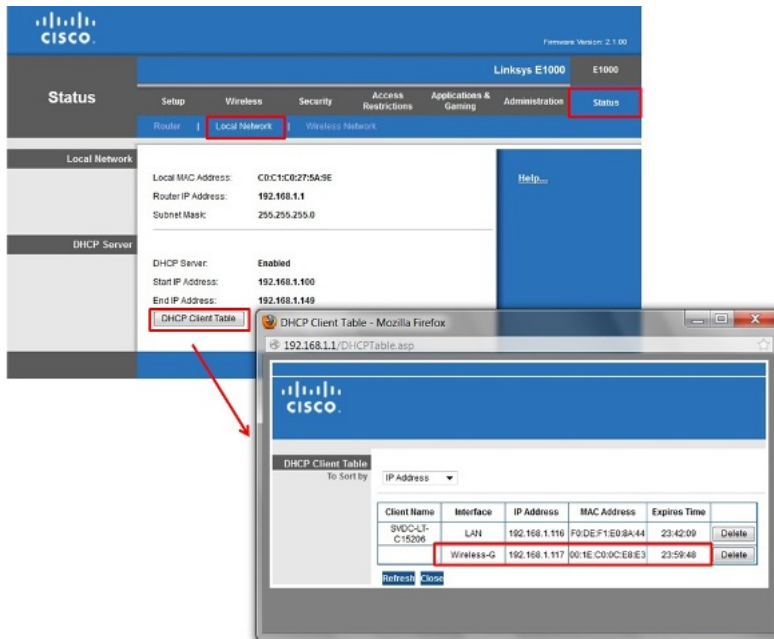 CISCO.
Firmware Version: 2.1.00
Linksys E1000 E1000
Status
Setup Wireless Security Access Restrictions Applications & Gaming Administration Status
Router | Local Network | Wireless Network
Local Network
Local MAC Address: C0:C1:C0:27:5A:9E
Router IP Address: 192.168.1.1
Subnet Mask: 255.255.255.0
Help...
DHCP Server
DHCP Server: Enabled
Start IP Address: 192.168.1.100
End IP Address: 192.168.1.149
DHCP Client Table
DHCP Client Table - Mozilla Firefox
192.168.1.1/DHCPTable.asp
CISCO.
DHCP Client Table
To Sort by IP Address
Client Name Interface IP Address MAC Address Expires Time
SVDC-LT-C15206 LAN 192.168.1.116 F0:DE:F1:E0:8A:44 23:42:09 Delete
Wireless-G 192.168.1.117 00:1E:C0:0C:E8:E3 23:59:48 Delete
Refresh Close